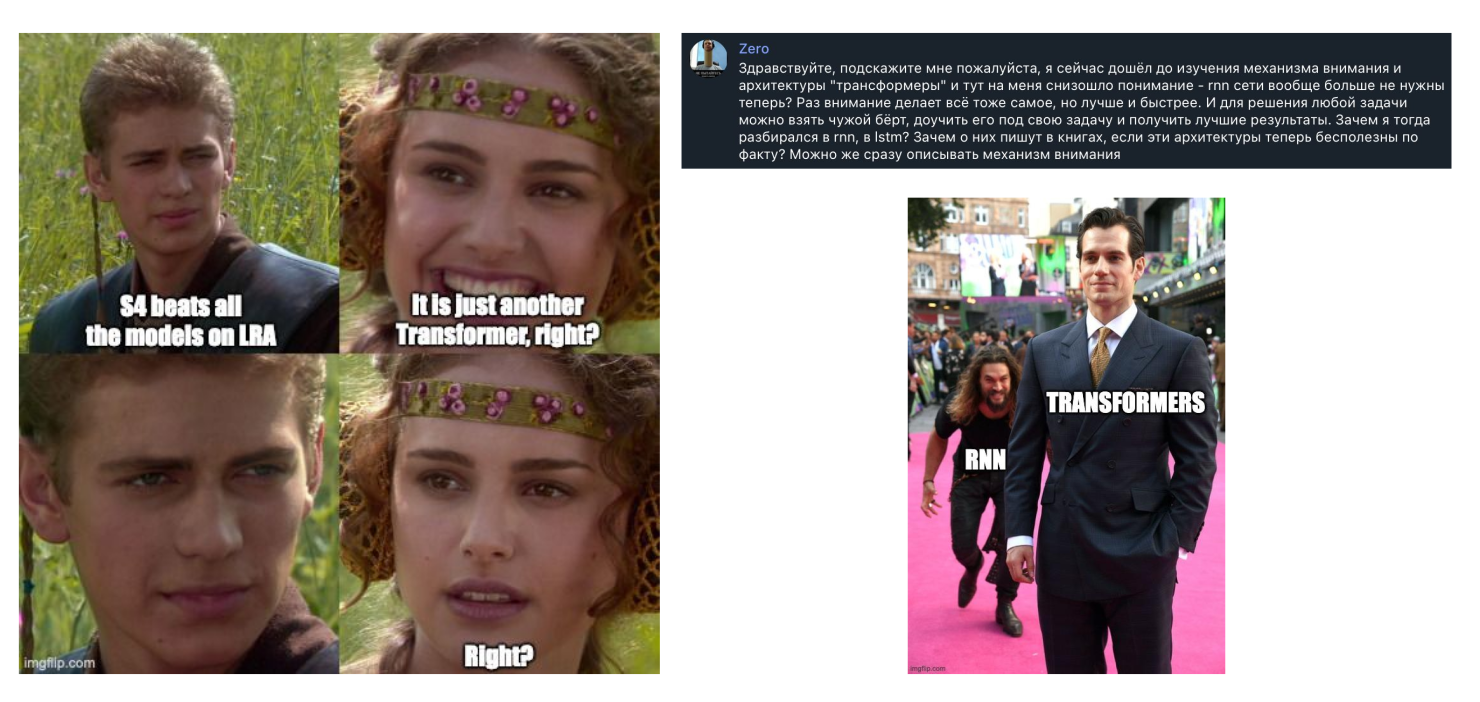 S4 beats all
the models on LRA
It is just another
Transformer, right?
Right?
imgflip.com
Zero
Здравствуйте, подскажите мне пожалуйста, я сейчас дошёл до изучения механизма внимания и
архитектуры "трансформеры" и тут на меня снизошло понимание - rnn сети вообще больше не нужны
теперь? Раз внимание делает всё тоже самое, но лучше и быстрее. И для решения любой задачи
можно взять чужой бёрт, доучить его под свою задачу и получить лучшие результаты. Зачем я тогда
разбирался в rnn, в lstm? Зачем о них пишут в книгах, если эти архитектуры теперь бесполезны по
факту? Можно же сразу описывать механизм внимания
TRANSFORMERS
RNN
imgflip.com